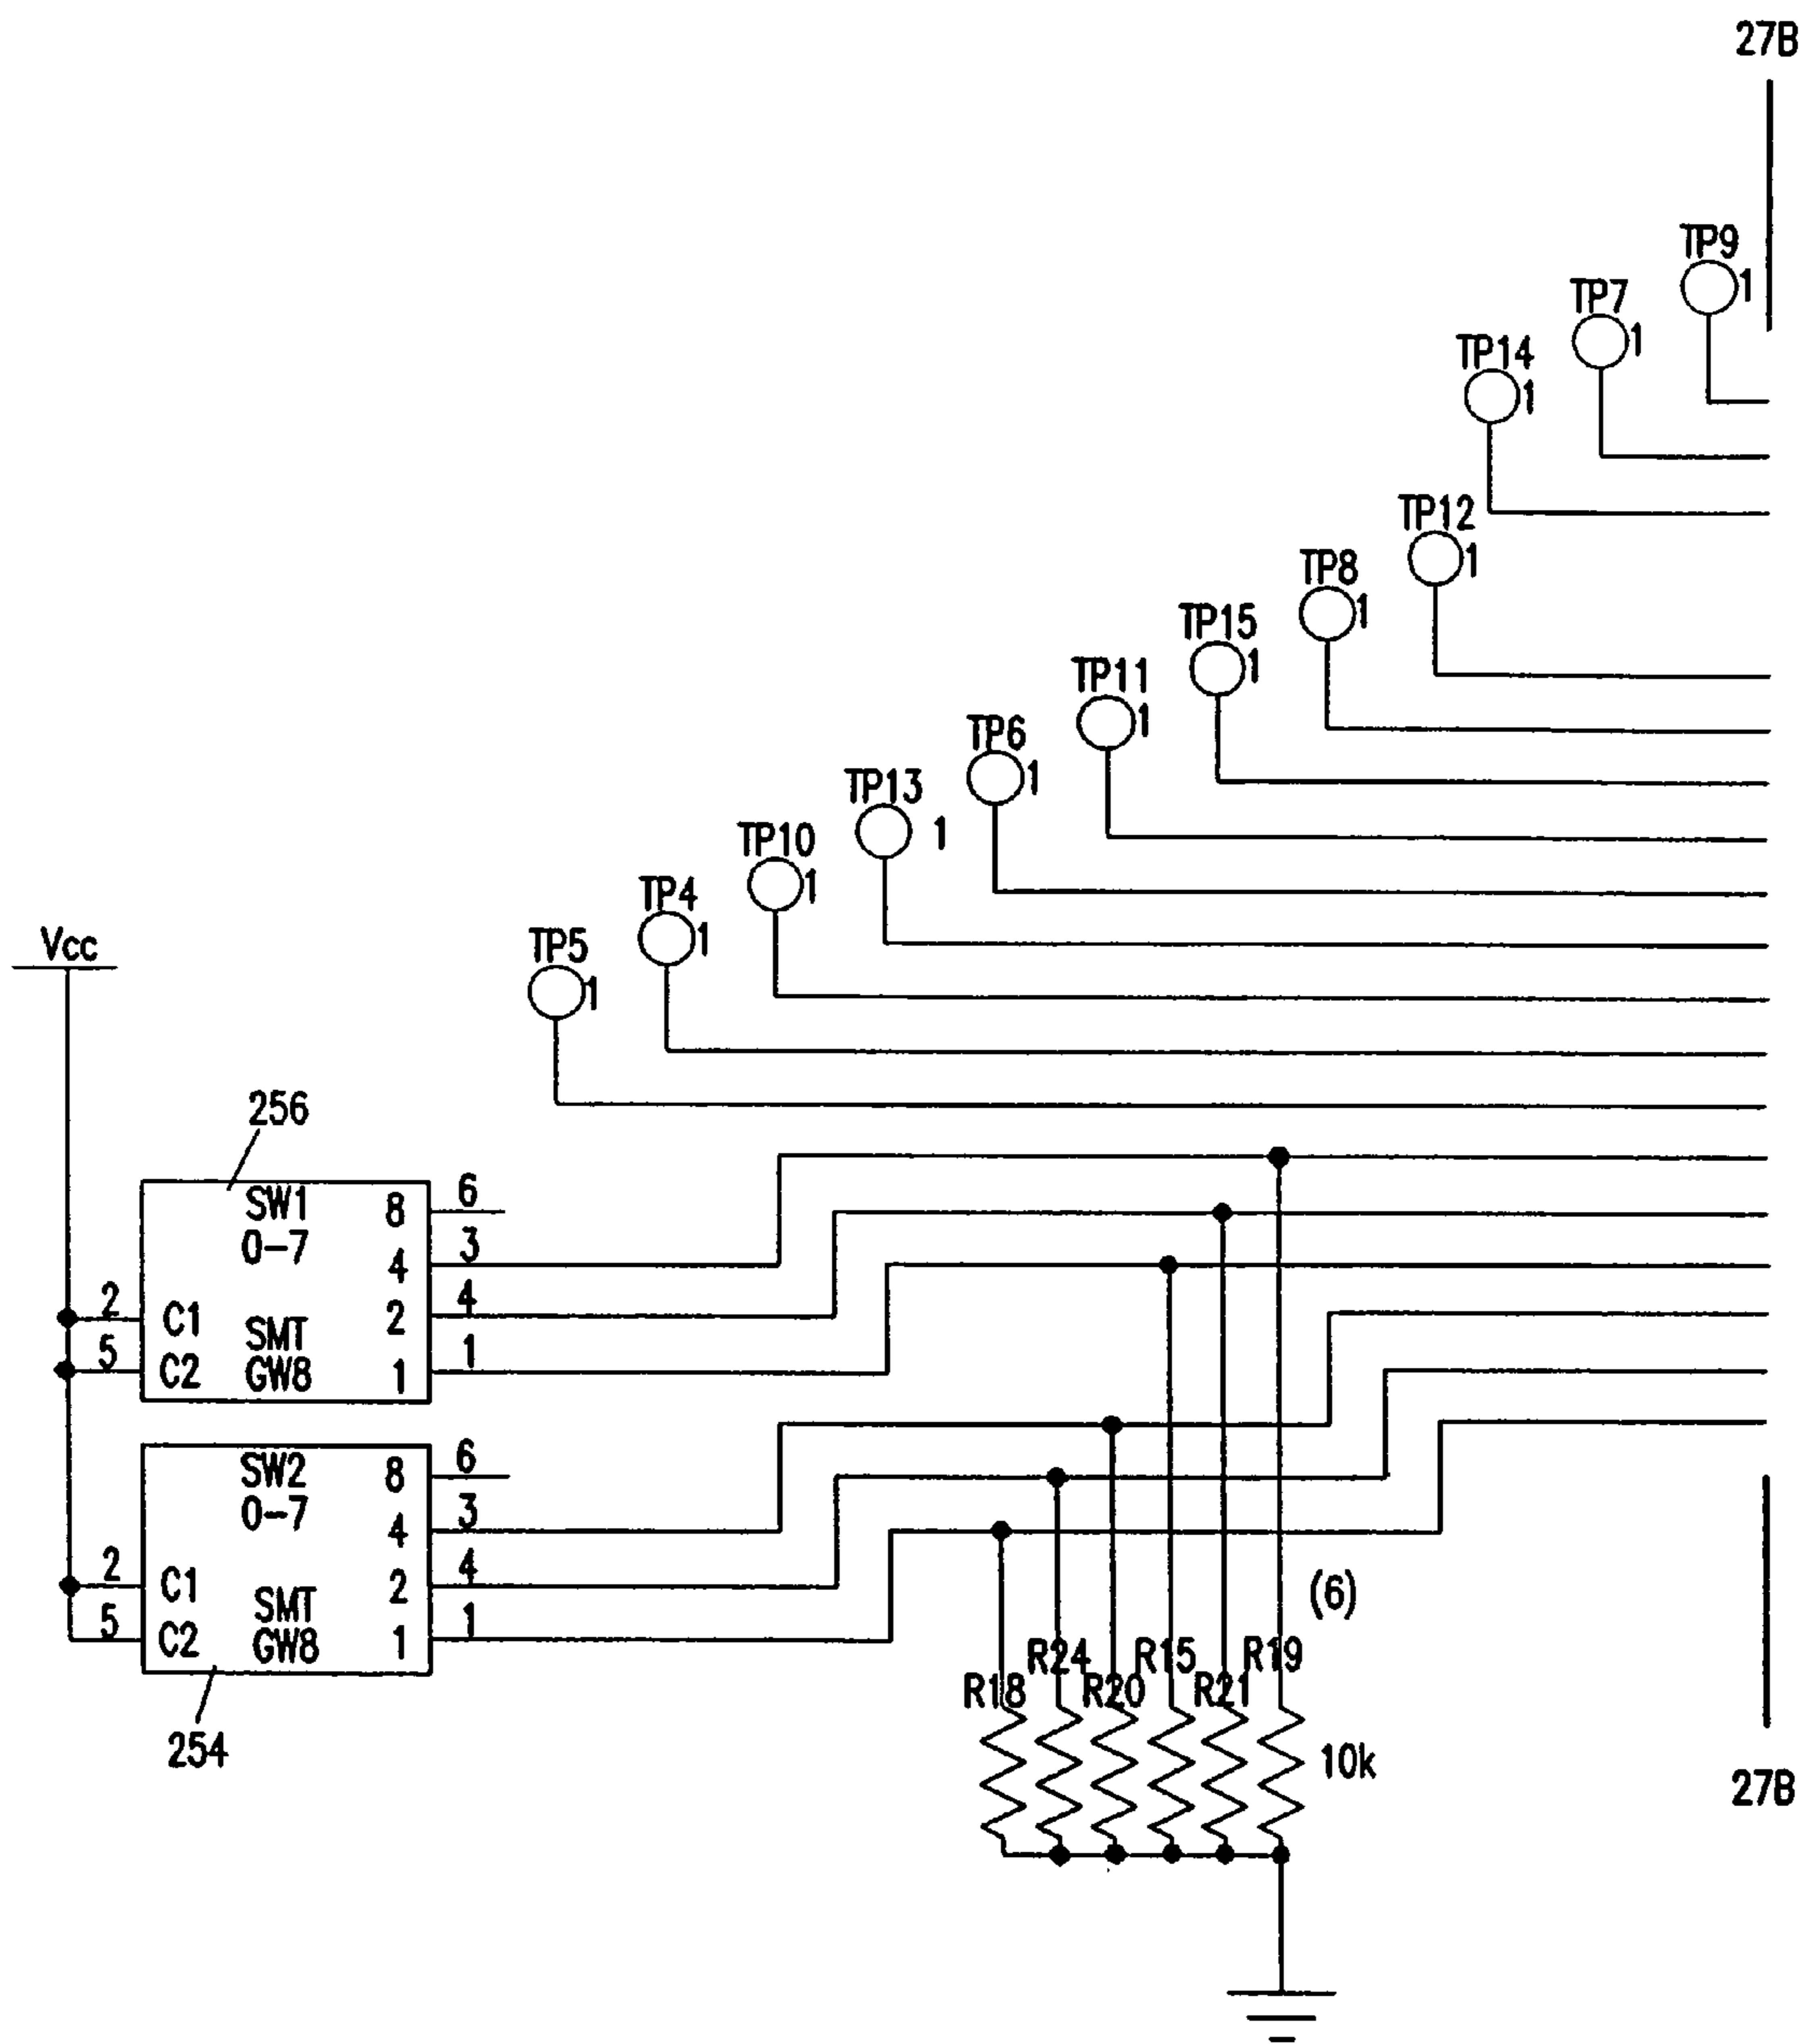 27B
TP9
1
TP7
1
TP14
1
TP12
1
TP8
1
TP15
1
TP11
1
TP6
1
TP13
1
TP10
1
TP4
1
Vcc
TP5
1
256
SW1 8 6
0-7
4 3
2 C1 SMT 2 4
5 C2 GW8 1 1
SW2 8 6
0-7
4 3
2 C1 SMT 2 4
5 C2 GW8 1 1
254
(6)
R24 R15 R19
R18 R20 R21
10k
27B